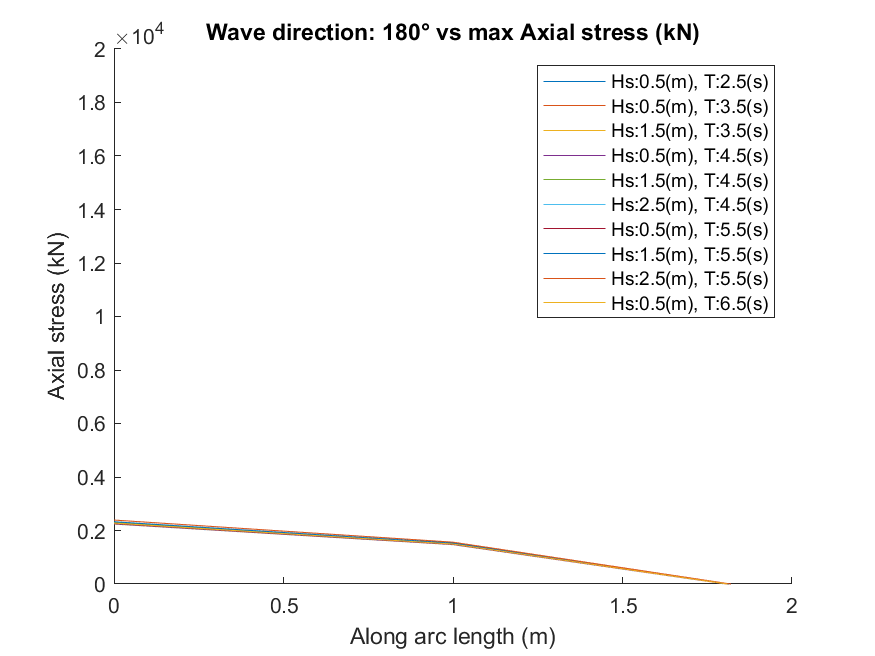 Wave direction: 180° vs max Axial stress (kN)
×10⁴
2
1.8
1.6
1.4
1.2
1
0.8
0.6
0.4
0.2
0
Axial stress (kN)
Hs:0.5(m), T:2.5(s)
Hs:0.5(m), T:3.5(s)
Hs:1.5(m), T:3.5(s)
Hs:0.5(m), T:4.5(s)
Hs:1.5(m), T:4.5(s)
Hs:2.5(m), T:4.5(s)
Hs:0.5(m), T:5.5(s)
Hs:1.5(m), T:5.5(s)
Hs:2.5(m), T:5.5(s)
Hs:0.5(m), T:6.5(s)
0 0.5 1 1.5 2
Along arc length (m)